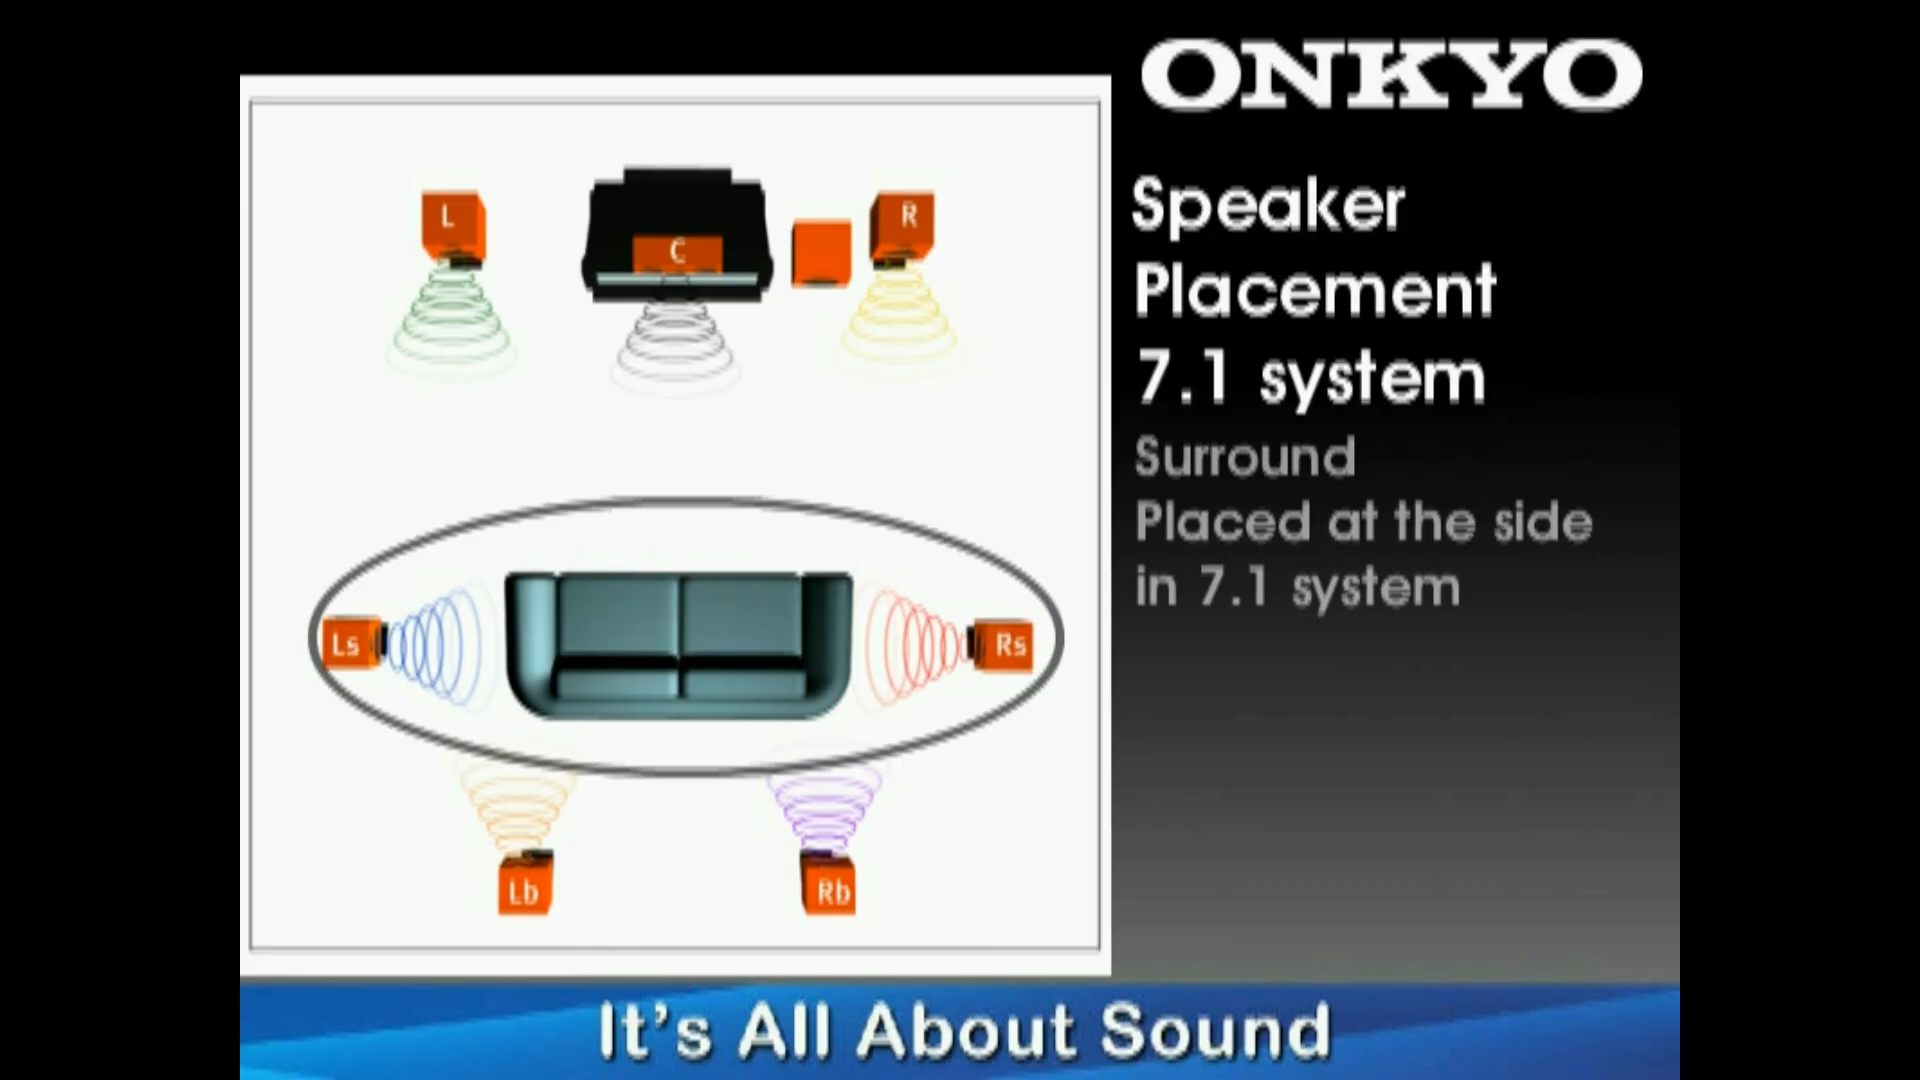 ONKYO
Speaker
Placement
7.1 system
Surround
Placed at the side
in 7.1 system
L
C
R
Ls
Rs
Lb
Rb
It's All About Sound